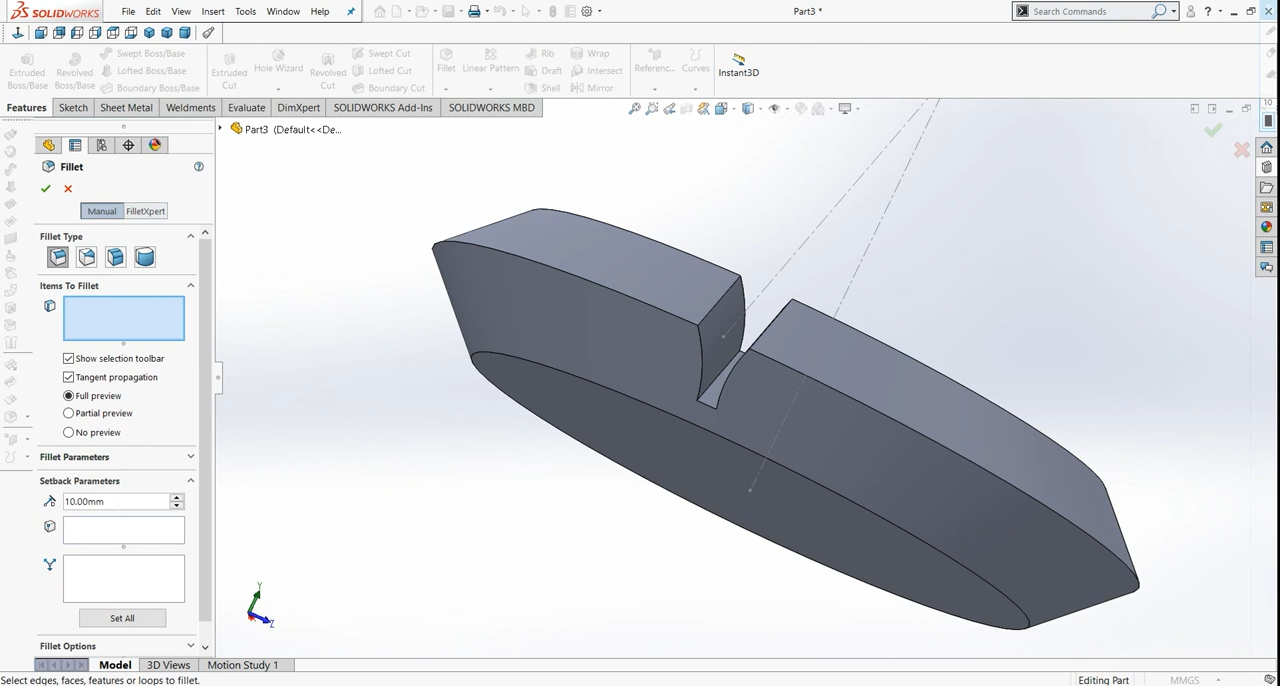 SOLIDWORKS File Edit View Insert Tools Window Help Part3 * Search Commands ?
Swept Boss/Base Swept Cut Rib Wrap
Extruded Boss/Base Revolved Boss/Base Lofted Boss/Base Extruded Cut Hole Wizard Revolved Cut Lofted Cut Fillet Linear Pattern Draft Intersect Referenc... Curves Instant3D
Boundary Boss/Base Boundary Cut Shell Mirror
Features Sketch Sheet Metal Weldments Evaluate DimXpert SOLIDWORKS Add-Ins SOLIDWORKS MBD
10
Part3 (Default<<De...
Fillet ?
Manual FilletXpert
Fillet Type
Items To Fillet
Show selection toolbar
Tangent propagation
Full preview
Partial preview
No preview
Fillet Parameters
Setback Parameters
10.00mm
Set All
Y
Z
Fillet Options
Model 3D Views Motion Study 1
Select edges, faces, features or loops to fillet. Editing Part MMGS